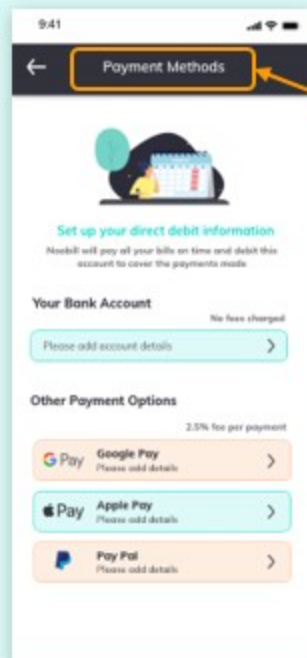 9:41
Payment Methods
Set up your direct debit information
Noebill will pay all your bills on time and debit this
account to cover the payments made
Your Bank Account
No fees charged
Please add account details
Other Payment Options
2.5% fee per payment
G Pay
Google Pay
Please add details
Pay
Apple Pay
Please add details
Pay Pal
Please add details